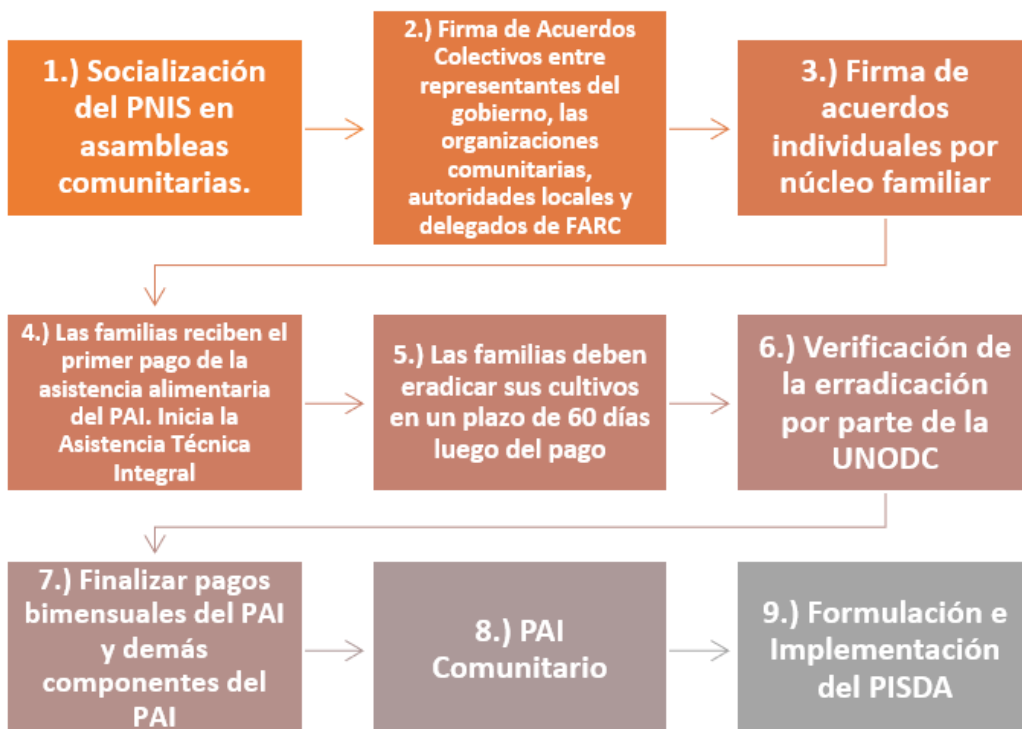 1.) Socialización
del PNIS en
asambleas
comunitarias.
2.) Firma de Acuerdos
Colectivos entre
representantes del
gobierno, las
organizaciones
comunitarias,
autoridades locales y
delegados de FARC
3.) Firma de
acuerdos
individuales por
núcleo familiar
4.) Las familias reciben el
primer pago de la
asistencia alimentaria
del PAI. Inicia la
Asistencia Técnica
Integral
5.) Las familias deben
eradicar sus cultivos
en un plazo de 60 días
luego del pago
6.) Verificación de
la erradicación
por parte de la
UNODC
7.) Finalizar pagos
bimensuales del PAI
y demás
componentes del
PAI
8.) PAI
Comunitario
9.) Formulación e
Implementación
del PISDA